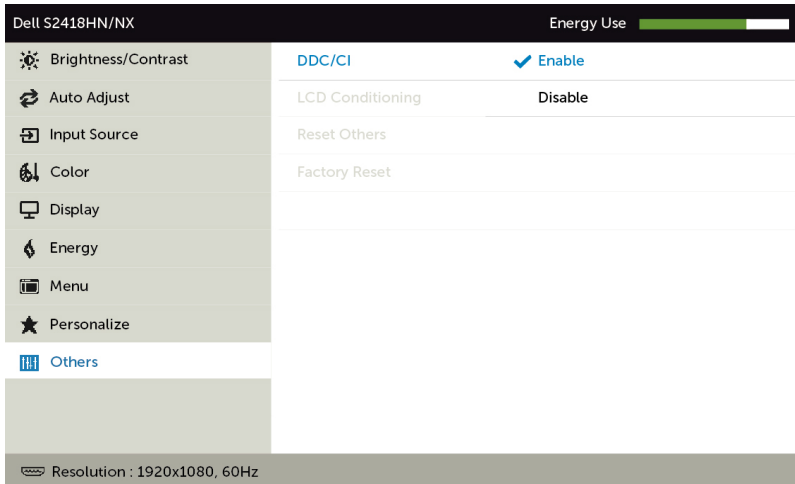 Dell S2418HN/NX Energy Use
Brightness/Contrast DDC/CI Enable
Auto Adjust LCD Conditioning Disable
Input Source Reset Others
Color Factory Reset
Display
Energy
Menu
Personalize
Others
Resolution : 1920x1080, 60Hz